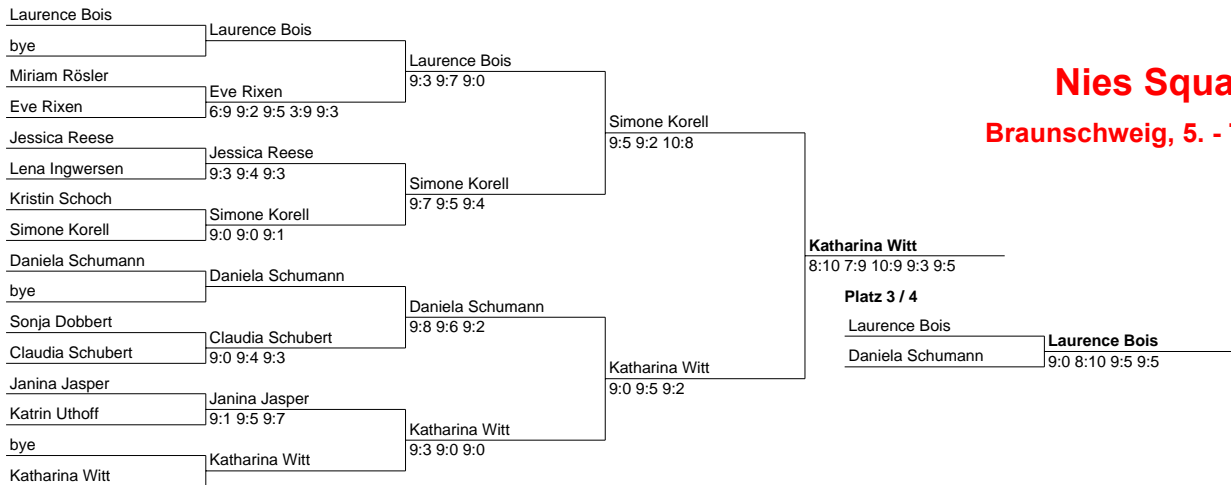 Laurence Bois
bye
Miriam Rösler
Eve Rixen
Jessica Reese
Lena Ingwersen
Kristin Schoch
Simone Korell
Daniela Schumann
bye
Sonja Dobbert
Claudia Schubert
Janina Jasper
Katrin Uthoff
bye
Katharina Witt
Laurence Bois
Eve Rixen
6:9 9:2 9:5 3:9 9:3
Jessica Reese
9:3 9:4 9:3
Simone Korell
9:0 9:0 9:1
Daniela Schumann
Claudia Schubert
9:0 9:4 9:3
Janina Jasper
9:1 9:5 9:7
Katharina Witt
Laurence Bois
9:3 9:7 9:0
Simone Korell
9:7 9:5 9:4
Daniela Schumann
9:8 9:6 9:2
Katharina Witt
9:3 9:0 9:0
Simone Korell
9:5 9:2 10:8
Katharina Witt
9:0 9:5 9:2
Katharina Witt
8:10 7:9 10:9 9:3 9:5
Platz 3 / 4
Laurence Bois
Daniela Schumann
Laurence Bois
9:0 8:10 9:5 9:5
Nies Squa
Braunschweig, 5. -